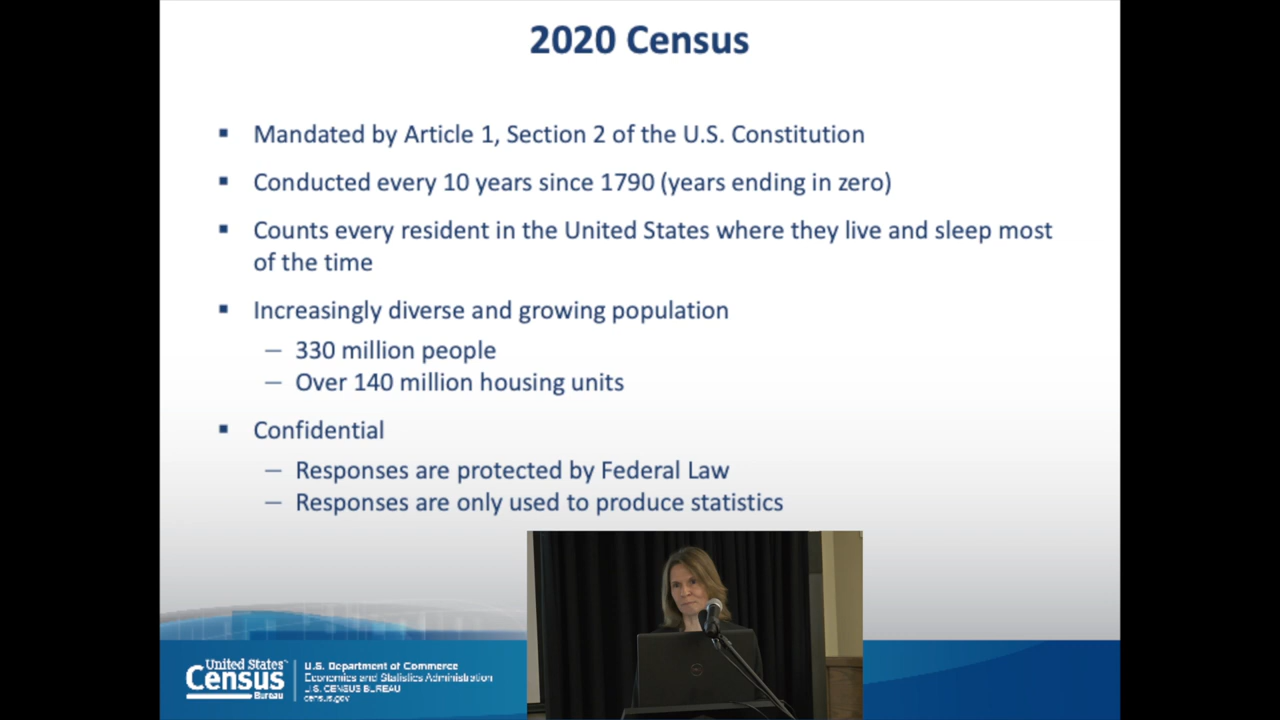 2020 Census
▪ Mandated by Article 1, Section 2 of the U.S. Constitution
▪ Conducted every 10 years since 1790 (years ending in zero)
▪ Counts every resident in the United States where they live and sleep most
of the time
▪ Increasingly diverse and growing population
– 330 million people
– Over 140 million housing units
▪ Confidential
– Responses are protected by Federal Law
– Responses are only used to produce statistics
United States
Census
Bureau
U.S. Department of Commerce
Economics and Statistics Administration
U.S. CENSUS BUREAU
census.gov